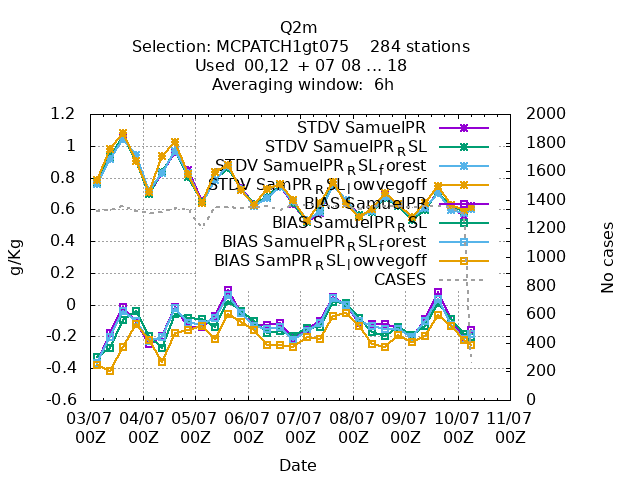 Q2m
Selection: MCPATCH1gt075    284 stations
Used  00,12  + 07 08 ... 18
Averaging window:  6h
STDV SamuelPR
STDV SamuelPR_RSL
STDV SamuelPR_RSL_forest
STDV SamPR_RSL_lowvegoff
BIAS SamuelPR
BIAS SamuelPR_RSL
BIAS SamuelPR_RSL_forest
BIAS SamPR_RSL_lowvegoff
CASES
g/Kg
1.2
1
0.8
0.6
0.4
0.2
0
-0.2
-0.4
-0.6
2000
1800
1600
1400
1200
1000
800
600
400
200
0
No cases
03/07 04/07 05/07 06/07 07/07 08/07 09/07 10/07 11/07
00Z 00Z 00Z 00Z 00Z 00Z 00Z 00Z 00Z
Date